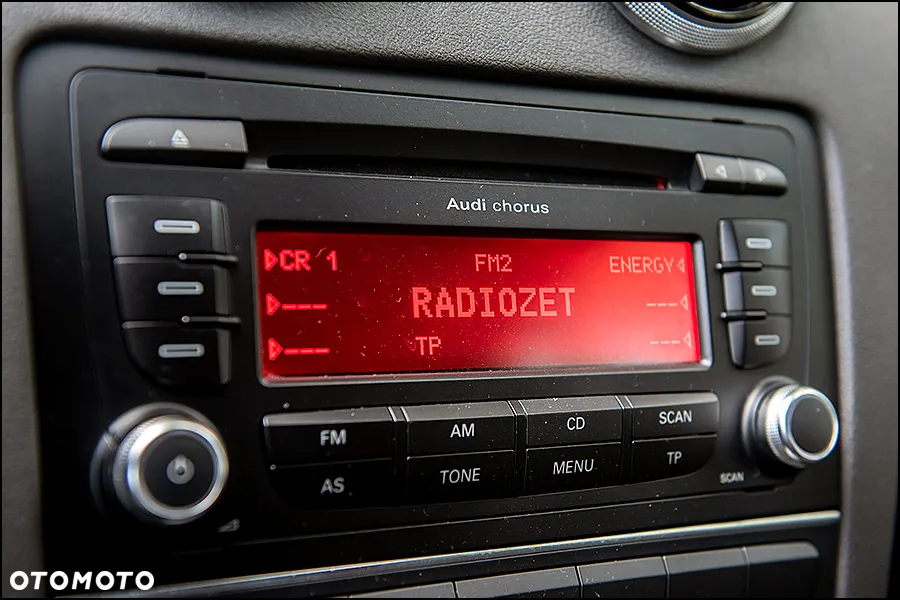 Audi chorus
CR 1 FM2 ENERGY
--- RADIOZET ---
--- TP ---
FM AM CD SCAN
AS TONE MENU TP
SCAN
OTOMOTO